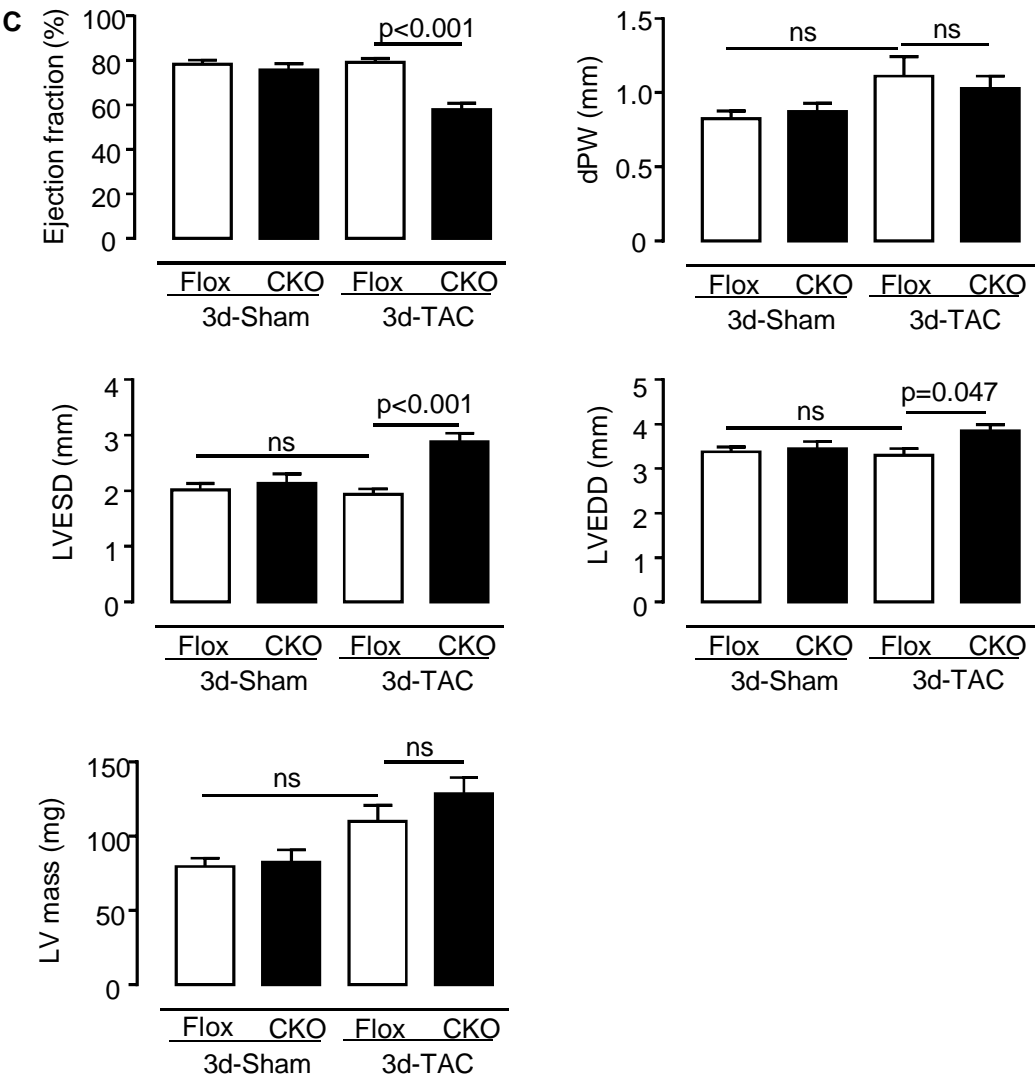 C
Ejection fraction (%)
100
80
60
40
20
0
p<0.001
Flox CKO Flox CKO
3d-Sham 3d-TAC
dPW (mm)
1.5
1.0
0.5
0
ns ns
Flox CKO Flox CKO
3d-Sham 3d-TAC
LVESD (mm)
4
3
2
1
0
ns p<0.001
Flox CKO Flox CKO
3d-Sham 3d-TAC
LVEDD (mm)
5
4
3
2
1
0
ns p=0.047
Flox CKO Flox CKO
3d-Sham 3d-TAC
LV mass (mg)
150
100
50
0
ns ns
Flox CKO Flox CKO
3d-Sham 3d-TAC